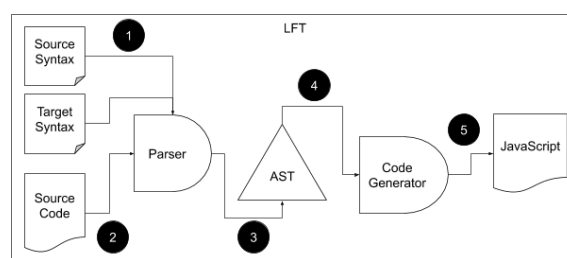 LFT
1
Source
Syntax
4
Target
Syntax
5
Parser
Code
Generator
JavaScript
AST
Source
Code
2
3